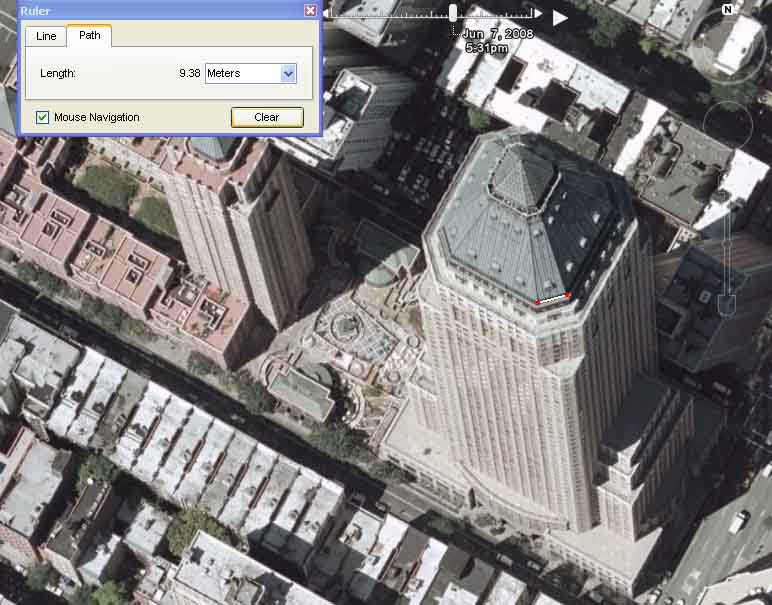 Ruler
Line
Path
Length:
9.38
Meters
Mouse Navigation
Clear
Jun 7, 2008
5:31pm
N